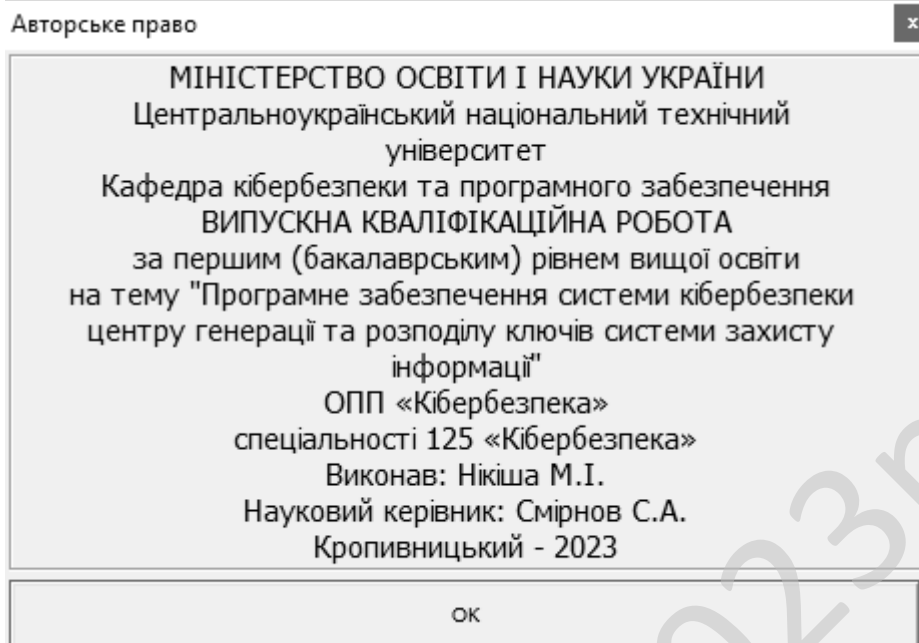 Авторське право
x
МІНІСТЕРСТВО ОСВІТИ І НАУКИ УКРАЇНИ
Центральноукраїнський національний технічний
університет
Кафедра кібербезпеки та програмного забезпечення
ВИПУСКНА КВАЛІФІКАЦІЙНА РОБОТА
за першим (бакалаврським) рівнем вищої освіти
на тему "Програмне забезпечення системи кібербезпеки
центру генерації та розподілу ключів системи захисту
інформації"
ОПП «Кібербезпека»
спеціальності 125 «Кібербезпека»
Виконав: Нікіша М.І.
Науковий керівник: Смірнов С.А.
Кропивницький - 2023
ОК